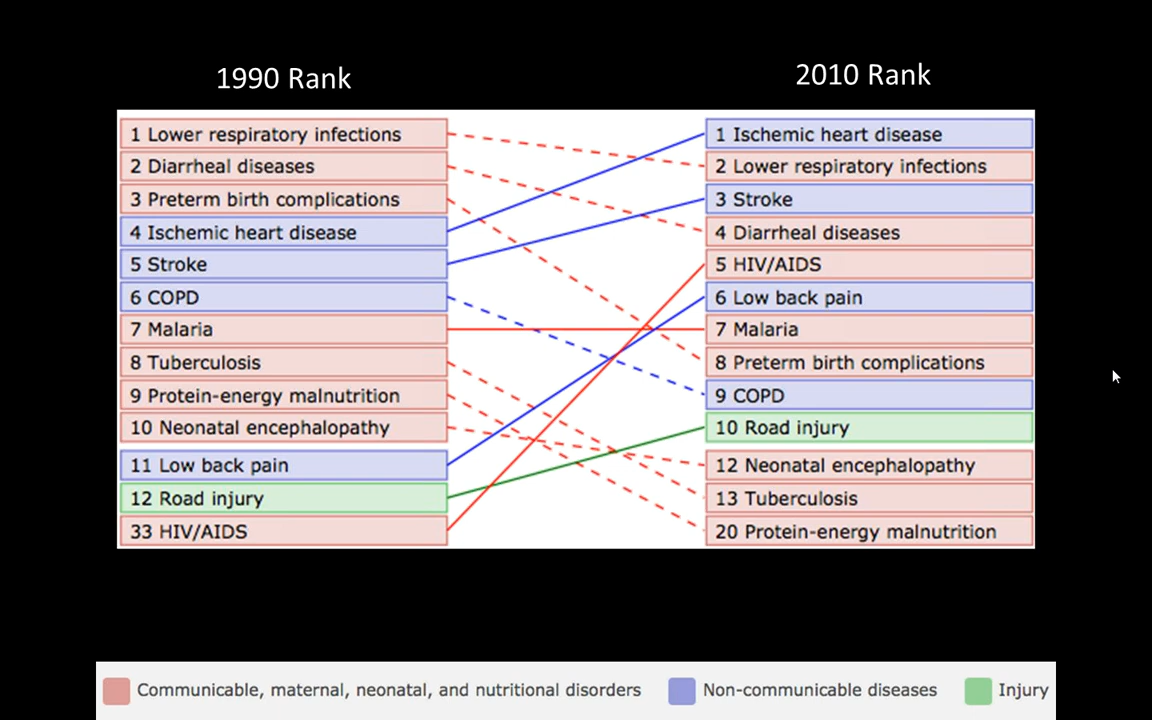 1990 Rank
2010 Rank
1 Lower respiratory infections
2 Diarrheal diseases
3 Preterm birth complications
4 Ischemic heart disease
5 Stroke
6 COPD
7 Malaria
8 Tuberculosis
9 Protein-energy malnutrition
10 Neonatal encephalopathy
11 Low back pain
12 Road injury
33 HIV/AIDS
1 Ischemic heart disease
2 Lower respiratory infections
3 Stroke
4 Diarrheal diseases
5 HIV/AIDS
6 Low back pain
7 Malaria
8 Preterm birth complications
9 COPD
10 Road injury
12 Neonatal encephalopathy
13 Tuberculosis
20 Protein-energy malnutrition
Communicable, maternal, neonatal, and nutritional disorders
Non-communicable diseases
Injury